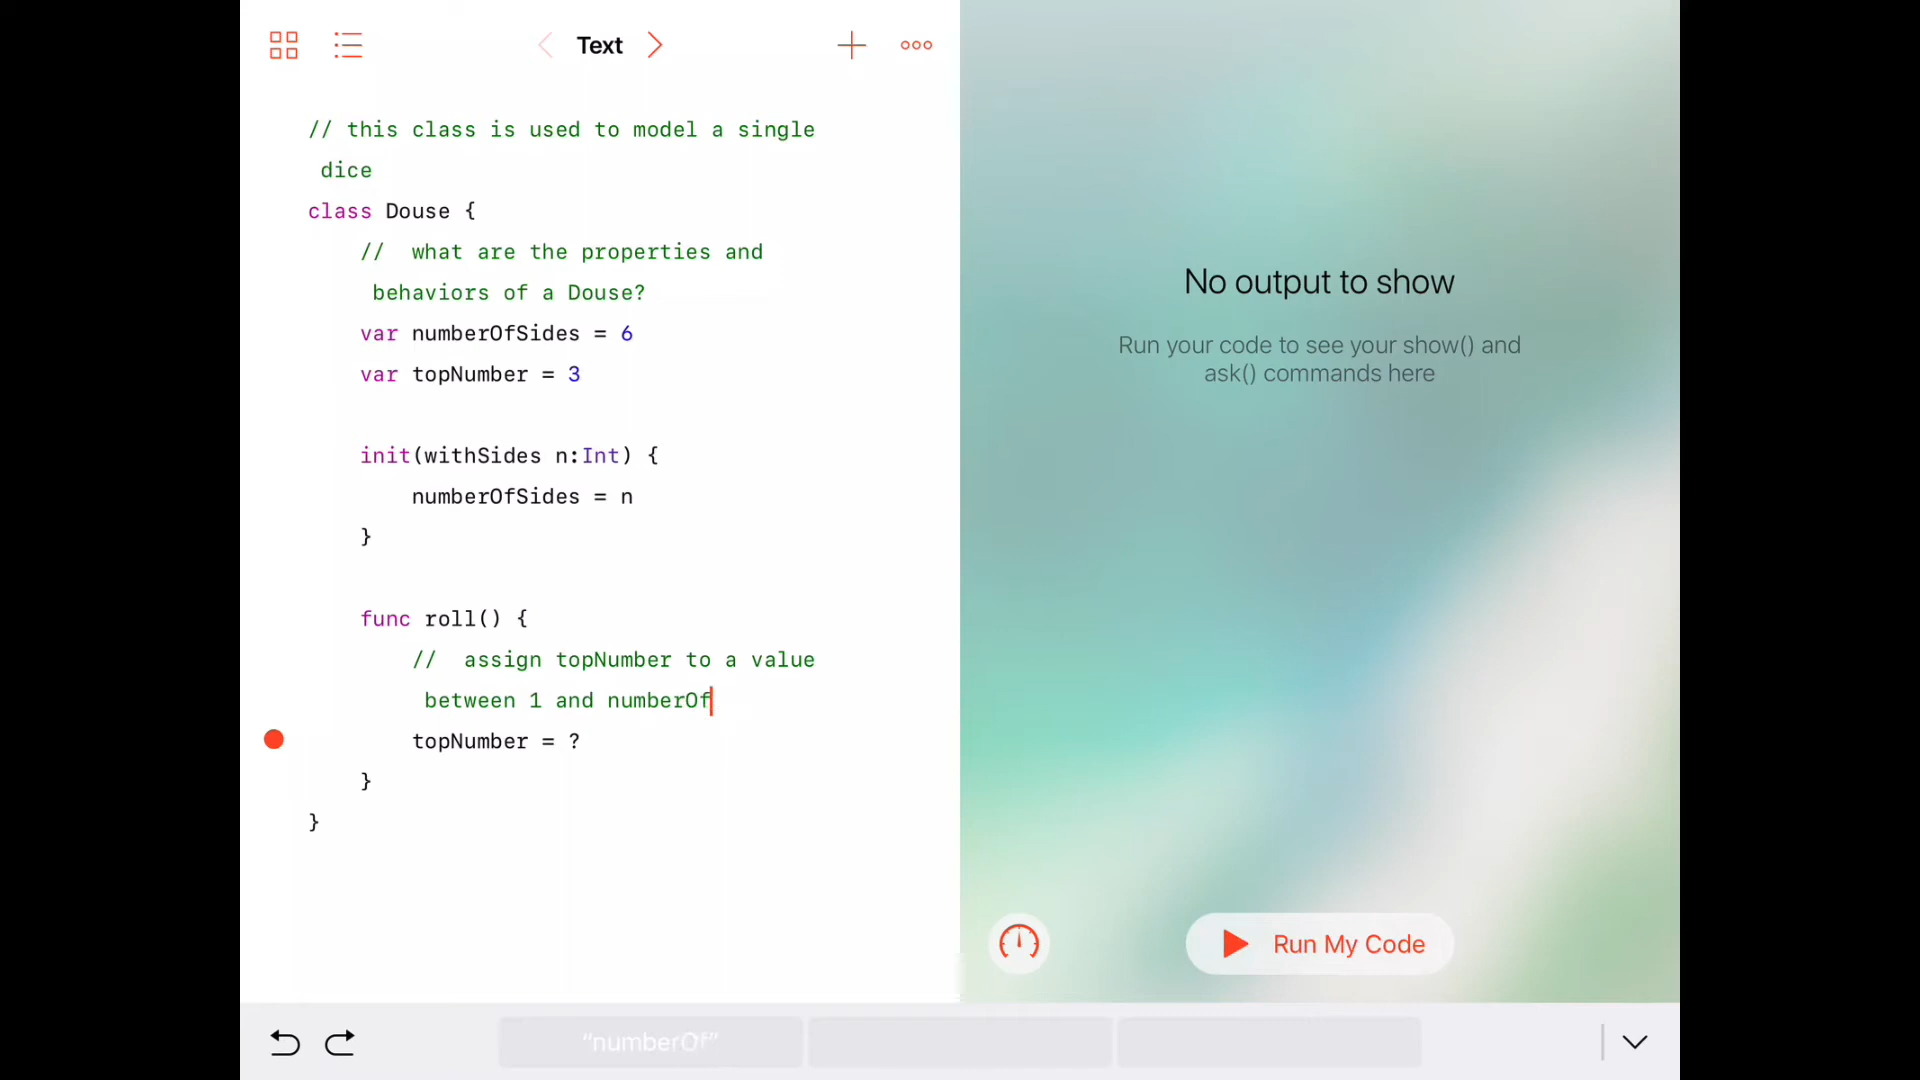 Text
// this class is used to model a single
dice
class Douse {
// what are the properties and
behaviors of a Douse?
var numberOfSides = 6
var topNumber = 3
init(withSides n:Int) {
numberOfSides = n
}
func roll() {
// assign topNumber to a value
between 1 and numberOf
topNumber = ?
}
}
No output to show
Run your code to see your show() and
ask() commands here
Run My Code
"numberOf"